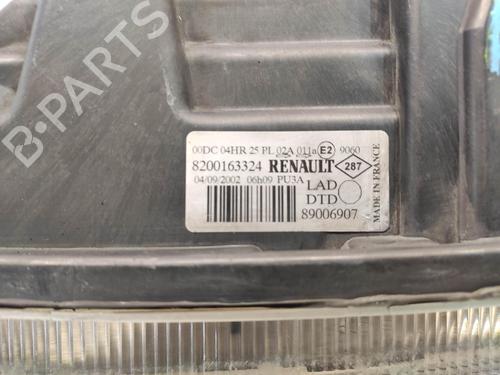 B-PARTS
00DC 04HR 25 PL 02A 011a E2 9060
8200163324 RENAULT 287
04/09/2002 06h09 PU3A LAD
DTD
89006907
MADE IN FRANCE